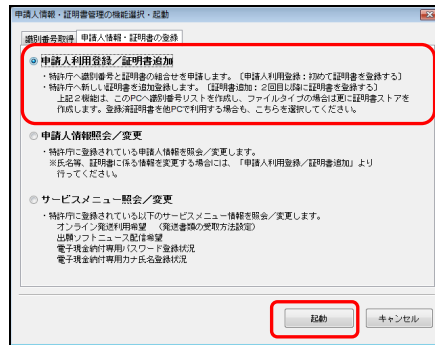 申請人情報・証明書管理の機能選択・起動
識別番号取得 申請人情報・証明書の登録
申請人利用登録／証明書追加
・特許庁へ識別番号と証明書の組合せを申請します。〔申請人利用登録：初めて証明書を登録する〕
・特許庁へ新しい証明書を追加登録します。〔証明書追加：2回目以降に証明書を登録する〕
上記2機能は、このPCへ識別番号リストを作成し、ファイルタイプの場合は更に証明書ストアを
作成します。登録済証明書を他PCで利用する場合も、こちらを選択してください。
申請人情報照会／変更
・特許庁に登録されている申請人情報を照会／変更します。
※氏名等、証明書に係る情報を変更する場合には、「申請人利用登録／証明書追加」より
行ってください。
サービスメニュー照会／変更
・特許庁に登録されている以下のサービスメニュー情報を照会／変更します。
オンライン発送利用希望 （発送書類の受取方法設定）
出願ソフトニュース配信希望
電子現金納付専用パスワード登録状況
電子現金納付専用カナ氏名登録状況
起動 キャンセル